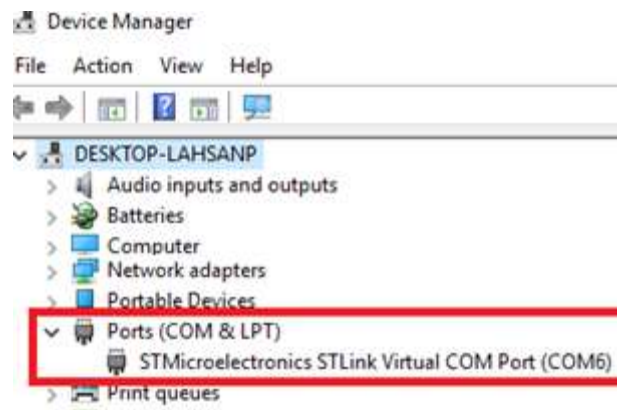 Device Manager
File Action View Help
DESKTOP-LAHSANP
Audio inputs and outputs
Batteries
Computer
Network adapters
Portable Devices
Ports (COM & LPT)
STMicroelectronics STLink Virtual COM Port (COM6)
Print queues